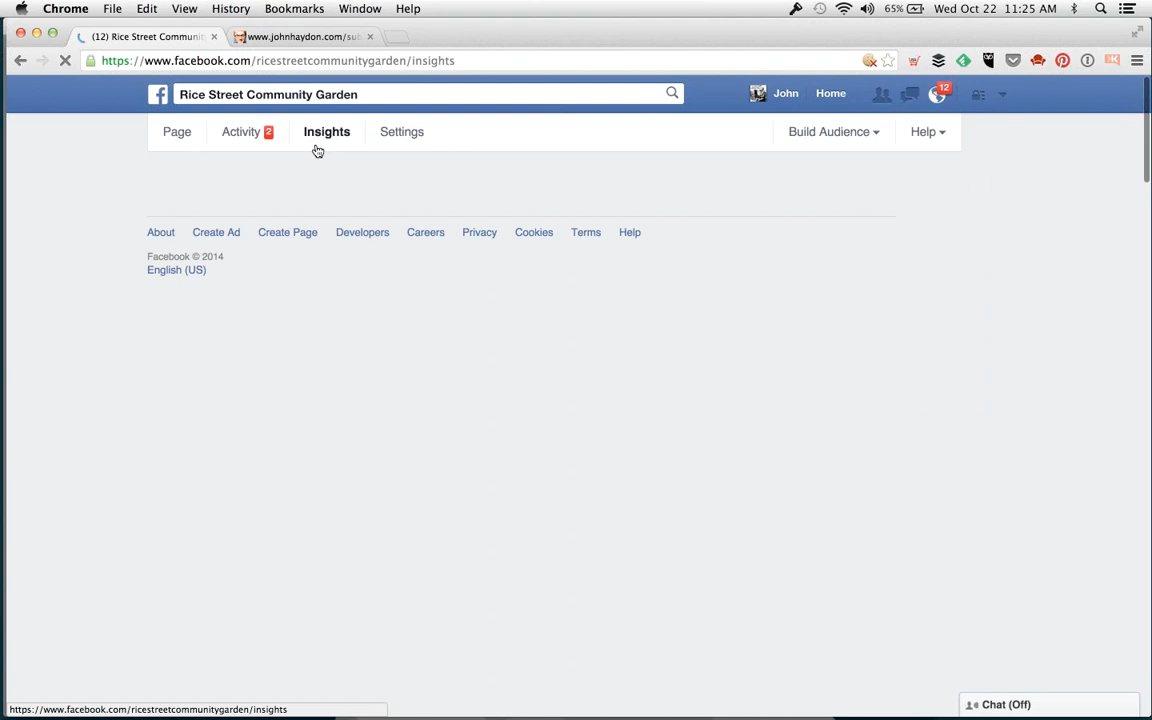 Chrome File Edit View History Bookmarks Window Help 65% Wed Oct 22 11:25 AM
(12) Rice Street Communit www.johnhaydon.com/sub
https://www.facebook.com/ricestreetcommunitygarden/insights
Rice Street Community Garden John Home 12
Page Activity 2 Insights Settings Build Audience Help
About Create Ad Create Page Developers Careers Privacy Cookies Terms Help
Facebook © 2014
English (US)
https://www.facebook.com/ricestreetcommunitygarden/insights
Chat (Off)